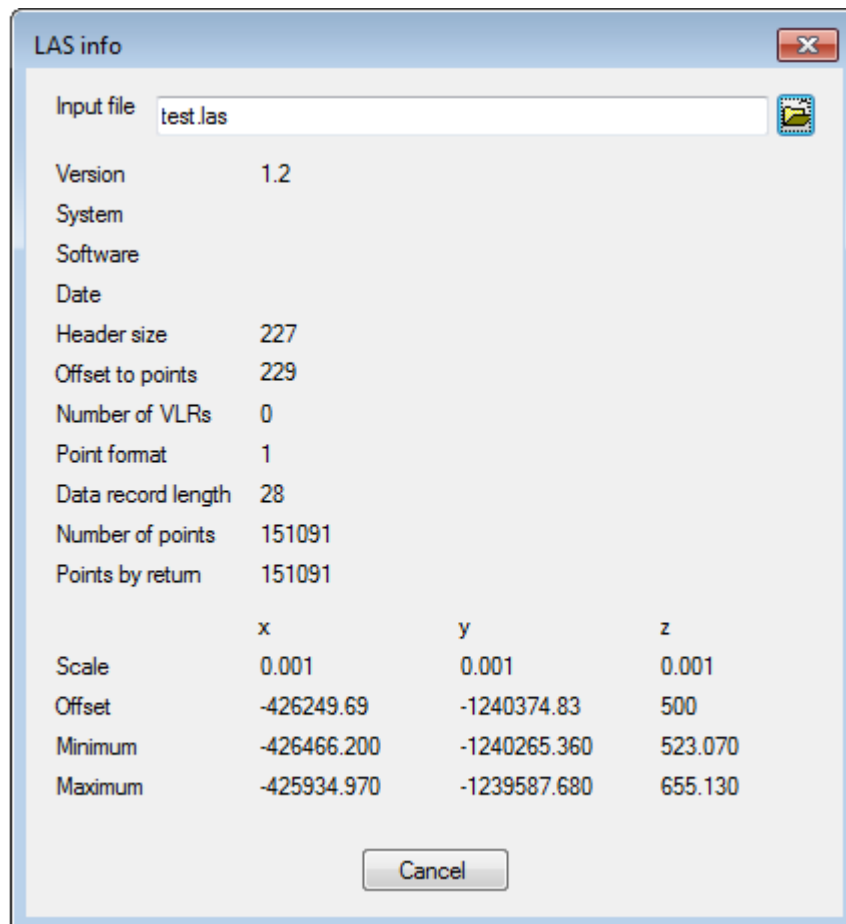 LAS info
Input file test.las
Version 1.2
System
Software
Date
Header size 227
Offset to points 229
Number of VLRs 0
Point format 1
Data record length 28
Number of points 151091
Points by return 151091
x y z
Scale 0.001 0.001 0.001
Offset -426249.69 -1240374.83 500
Minimum -426466.200 -1240265.360 523.070
Maximum -425934.970 -1239587.680 655.130
Cancel